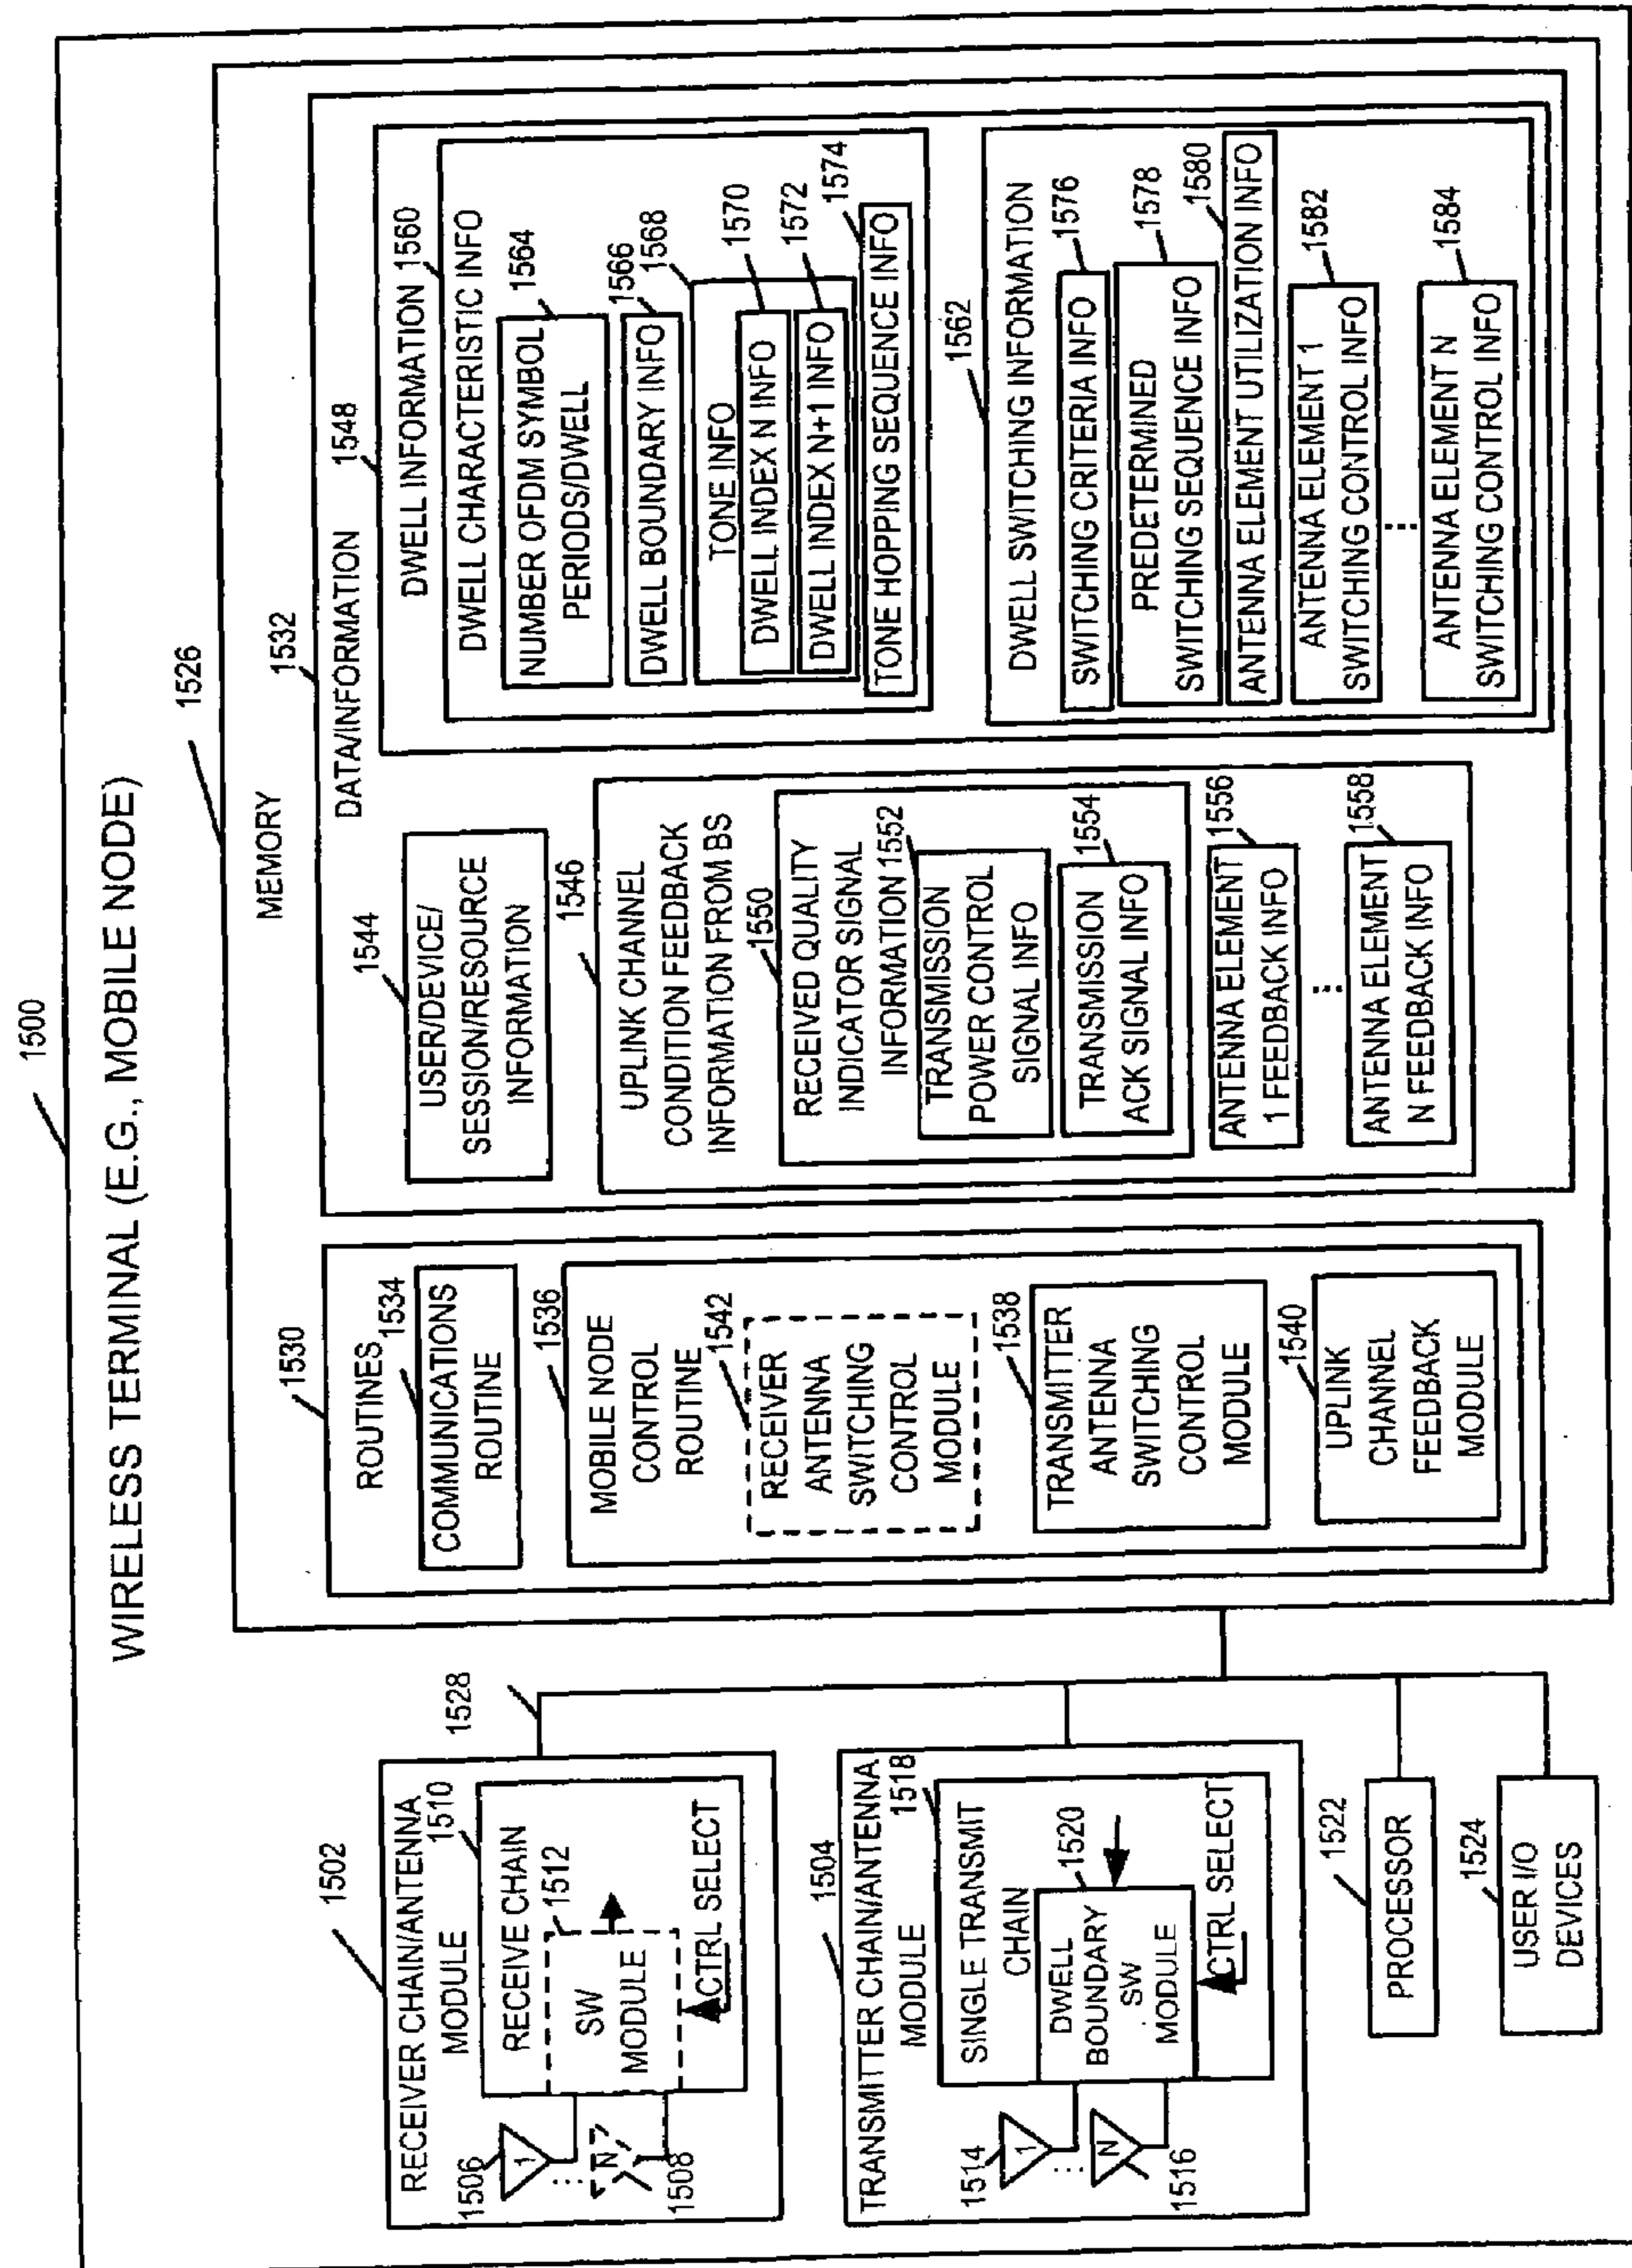 1500
WIRELESS TERMINAL (E.G., MOBILE NODE)
1502
RECEIVER CHAIN/ANTENNA
MODULE
1510
RECEIVE CHAIN
1512
SW
MODULE
CTRL SELECT
1506
1
N
1508
1528
1504
TRANSMITTER CHAIN/ANTENNA
MODULE
1518
SINGLE TRANSMIT
CHAIN
1520
DWELL
BOUNDARY
SW
MODULE
CTRL SELECT
1514
1
N
1516
1522
PROCESSOR
1524
USER I/O
DEVICES
1526
MEMORY
1530
ROUTINES
1534
COMMUNICATIONS
ROUTINE
1536
MOBILE NODE
CONTROL
ROUTINE
1542
RECEIVER
ANTENNA
SWITCHING
CONTROL
MODULE
1538
TRANSMITTER
ANTENNA
SWITCHING
CONTROL
MODULE
1540
UPLINK
CHANNEL
FEEDBACK
MODULE
1532
DATA/INFORMATION
1544
USER/DEVICE/
SESSION/RESOURCE
INFORMATION
1546
UPLINK CHANNEL
CONDITION FEEDBACK
INFORMATION FROM BS
1550
RECEIVED QUALITY
INDICATOR SIGNAL
INFORMATION 1552
TRANSMISSION
POWER CONTROL
SIGNAL INFO
1554
TRANSMISSION
ACK SIGNAL INFO
1556
ANTENNA ELEMENT
1 FEEDBACK INFO
...
1558
ANTENNA ELEMENT
N FEEDBACK INFO
1548
DWELL INFORMATION 1560
DWELL CHARACTERISTIC INFO
1564
NUMBER OFDM SYMBOL
PERIODS/DWELL
1566
DWELL BOUNDARY INFO
1568
TONE INFO
1570
DWELL INDEX N INFO
1572
DWELL INDEX N+1 INFO
1574
TONE HOPPING SEQUENCE INFO
1562
DWELL SWITCHING INFORMATION
1576
SWITCHING CRITERIA INFO
1578
PREDETERMINED
SWITCHING SEQUENCE INFO
1580
ANTENNA ELEMENT UTILIZATION INFO
1582
ANTENNA ELEMENT 1
SWITCHING CONTROL INFO
...
1584
ANTENNA ELEMENT N
SWITCHING CONTROL INFO